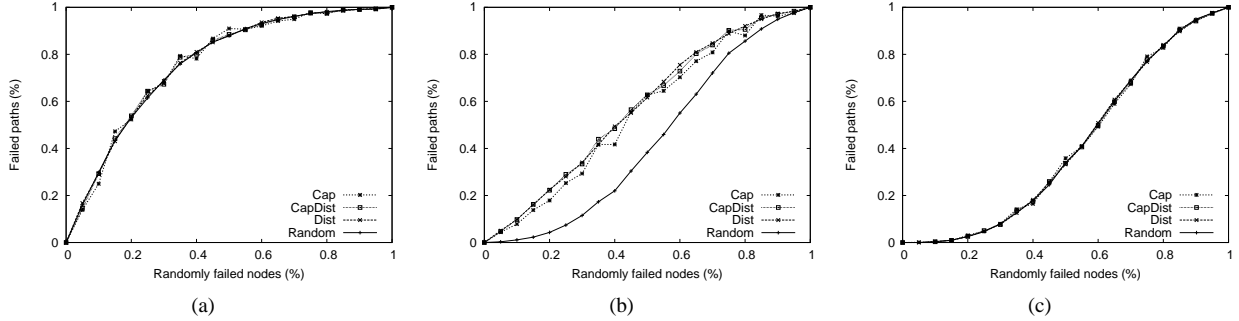 1
0.8
0.6
0.4
0.2
0
Failed paths (%)
Cap
CapDist
Dist
Random
0 0.2 0.4 0.6 0.8 1
Randomly failed nodes (%)
(a)
1
0.8
0.6
0.4
0.2
0
Failed paths (%)
Cap
CapDist
Dist
Random
0 0.2 0.4 0.6 0.8 1
Randomly failed nodes (%)
(b)
1
0.8
0.6
0.4
0.2
0
Failed paths (%)
Cap
CapDist
Dist
Random
0 0.2 0.4 0.6 0.8 1
Randomly failed nodes (%)
(c)